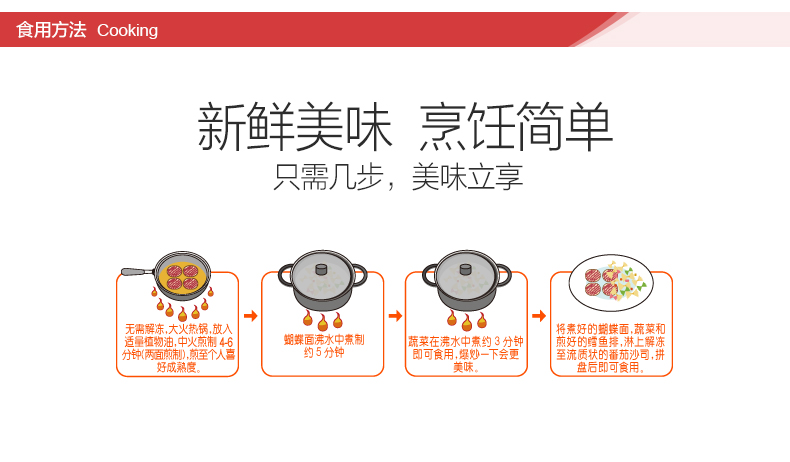 食用方法 Cooking
新鲜美味 烹饪简单
只需几步，美味立享
无需解冻，大火热锅，放入
适量植物油，中火煎制 4-6
分钟(两面煎制)，煎至个人喜
好成熟度。
蝴蝶面沸水中煮制
约 5 分钟
蔬菜在沸水中煮约 3 分钟
即可食用，爆炒一下会更
美味。
将煮好的蝴蝶面，蔬菜和
煎好的鳕鱼排，淋上解冻
至流质状的番茄沙司，拼
盘后即可食用。